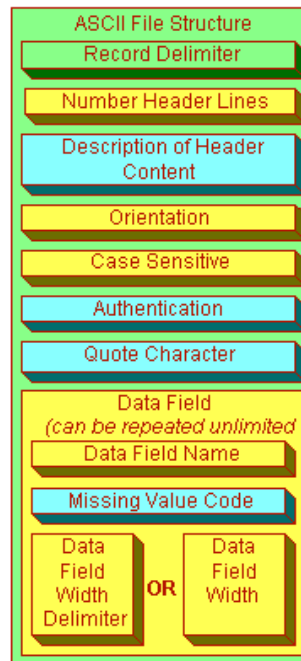 ASCII File Structure
Record Delimiter
Number Header Lines
Description of Header
Content
Orientation
Case Sensitive
Authentication
Quote Character
Data Field
(can be repeated unlimited
Data Field Name
Missing Value Code
Data
Field
Width
Delimiter
OR
Data
Field
Width